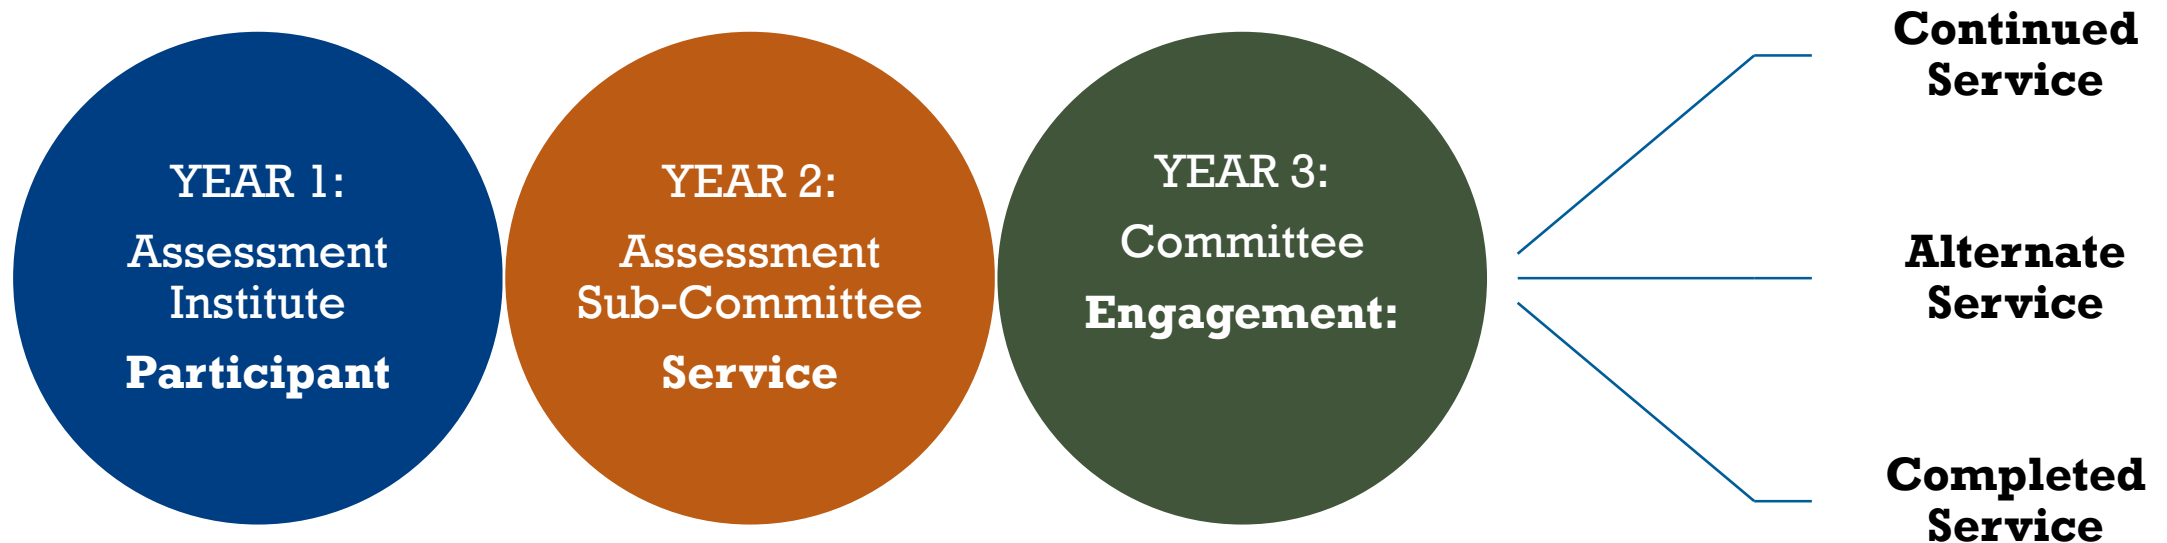 YEAR 1:
Assessment
Institute
Participant
YEAR 2:
Assessment
Sub-Committee
Service
YEAR 3:
Committee
Engagement:
Continued
Service
Alternate
Service
Completed
Service